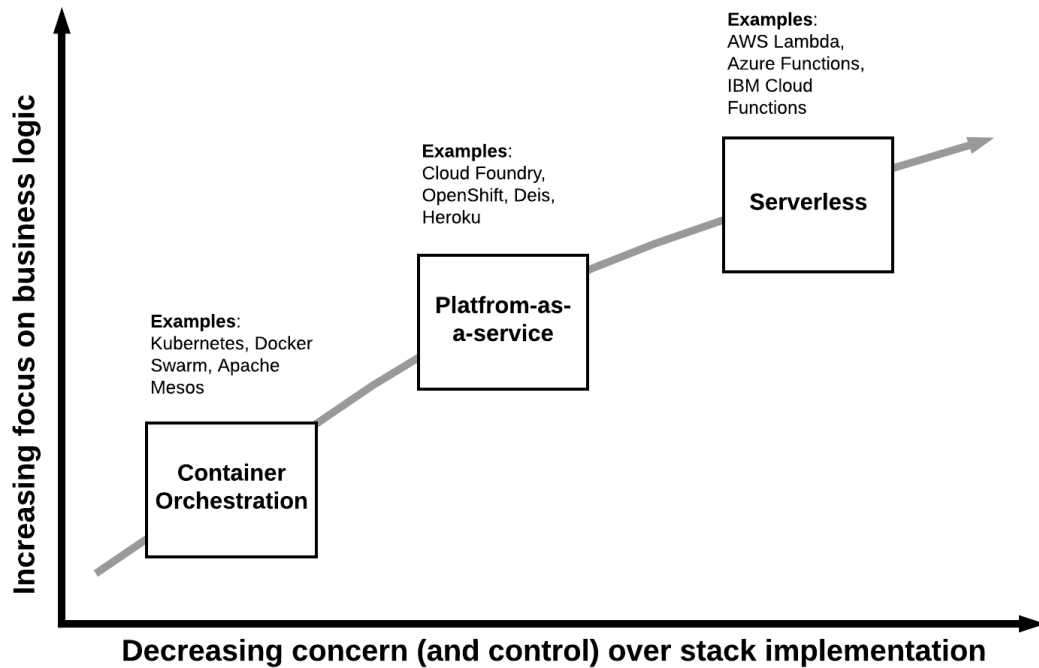 Examples:
AWS Lambda,
Azure Functions,
IBM Cloud
Functions
Serverless
Examples:
Cloud Foundry,
OpenShift, Deis,
Heroku
Platfrom-as-
a-service
Examples:
Kubernetes, Docker
Swarm, Apache
Mesos
Container
Orchestration
Increasing focus on business logic
Decreasing concern (and control) over stack implementation